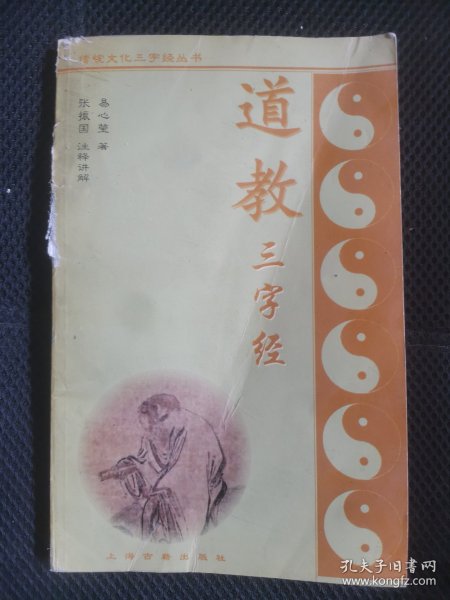 传统文化三字经丛书
道教
三字经
易心莹 著
张振国 注释讲解
上海古籍出版社
孔夫子旧书网
www.kongfz.com